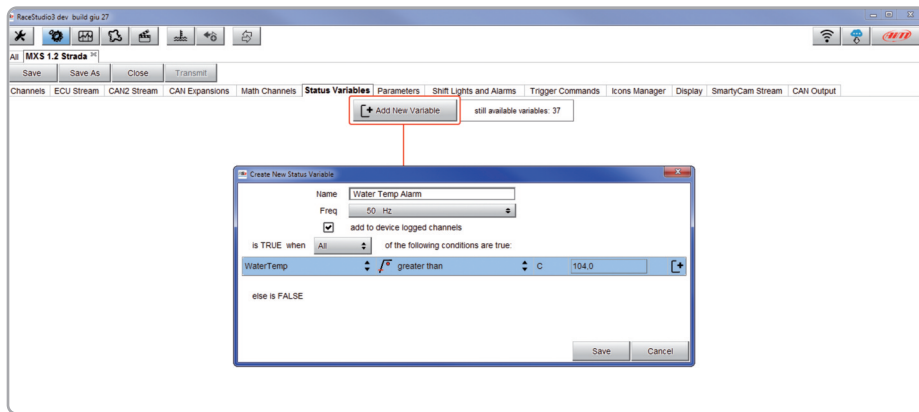 RaceStudio3 dev build giu 27
AiM
All MXS 1.2 Strada
Save Save As Close Transmit
Channels ECU Stream CAN2 Stream CAN Expansions Math Channels Status Variables Parameters Shift Lights and Alarms Trigger Commands Icons Manager Display SmartyCam Stream CAN Output
Add New Variable still available variables: 37
Create New Status Variable
Name Water Temp Alarm
Freq 50 Hz
add to device logged channels
is TRUE when All of the following conditions are true:
WaterTemp greater than C 104,0
else is FALSE
Save Cancel